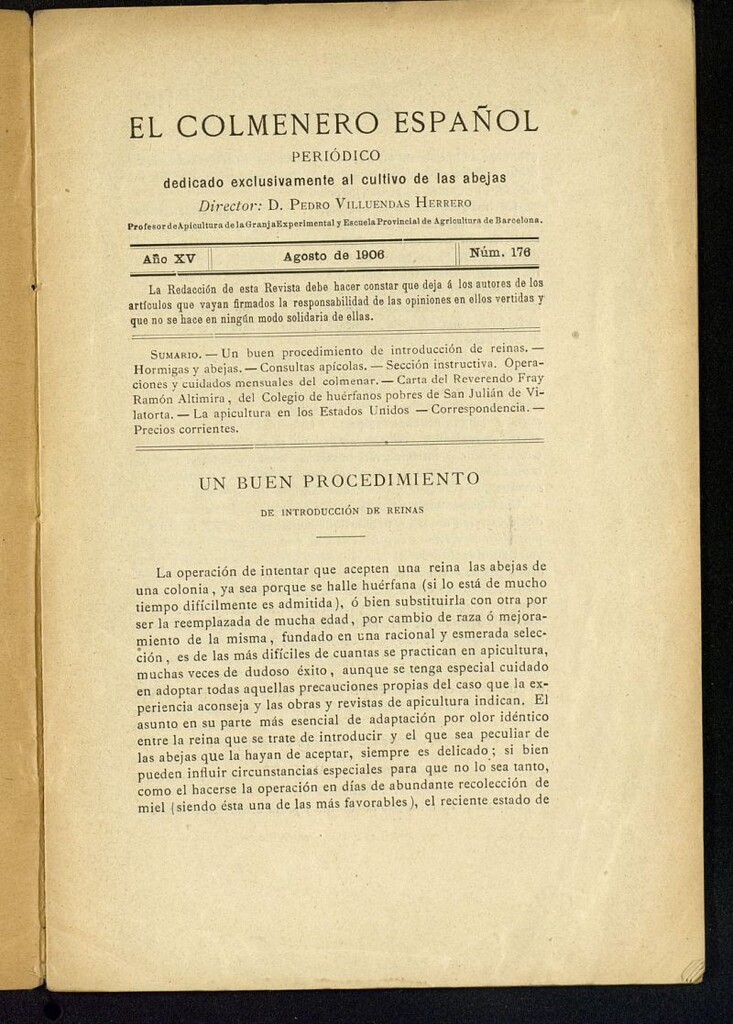 EL COLMENERO ESPAÑOL
PERIÓDICO
dedicado exclusivamente al cultivo de las abejas
Director: D. PEDRO VILLUENDAS HERRERO
Profesor de Apicultura de la Granja Experimental y Escuela Provincial de Agricultura de Barcelona.
Año XV Agosto de 1906 Núm. 176
La Redacción de esta Revista debe hacer constar que deja á los autores de los
artículos que vayan firmados la responsabilidad de las opiniones en ellos vertidas y
que no se hace en ningún modo solidaria de ellas.
SUMARIO. — Un buen procedimiento de introducción de reinas. —
Hormigas y abejas. — Consultas apícolas. — Sección instructiva. Opera-
ciones y cuidados mensuales del colmenar. — Carta del Reverendo Fray
Ramón Altimira, del Colegio de huérfanos pobres de San Julián de Vi-
latorta. — La apicultura en los Estados Unidos — Correspondencia. —
Precios corrientes.
UN BUEN PROCEDIMIENTO
DE INTRODUCCIÓN DE REINAS
La operación de intentar que acepten una reina las abejas de
una colonia, ya sea porque se halle huérfana (si lo está de mucho
tiempo difícilmente es admitida), ó bien substituirla con otra por
ser la reemplazada de mucha edad, por cambio de raza ó mejora-
miento de la misma, fundado en una racional y esmerada selec-
ción, es de las más difíciles de cuantas se practican en apicultura,
muchas veces de dudoso éxito, aunque se tenga especial cuidado
en adoptar todas aquellas precauciones propias del caso que la ex-
periencia aconseja y las obras y revistas de apicultura indican. El
asunto en su parte más esencial de adaptación por olor idéntico
entre la reina que se trate de introducir y el que sea peculiar de
las abejas que la hayan de aceptar, siempre es delicado; si bien
pueden influir circunstancias especiales para que no lo sea tanto,
como el hacerse la operación en días de abundante recolección de
miel (siendo ésta una de las más favorables), el reciente estado de